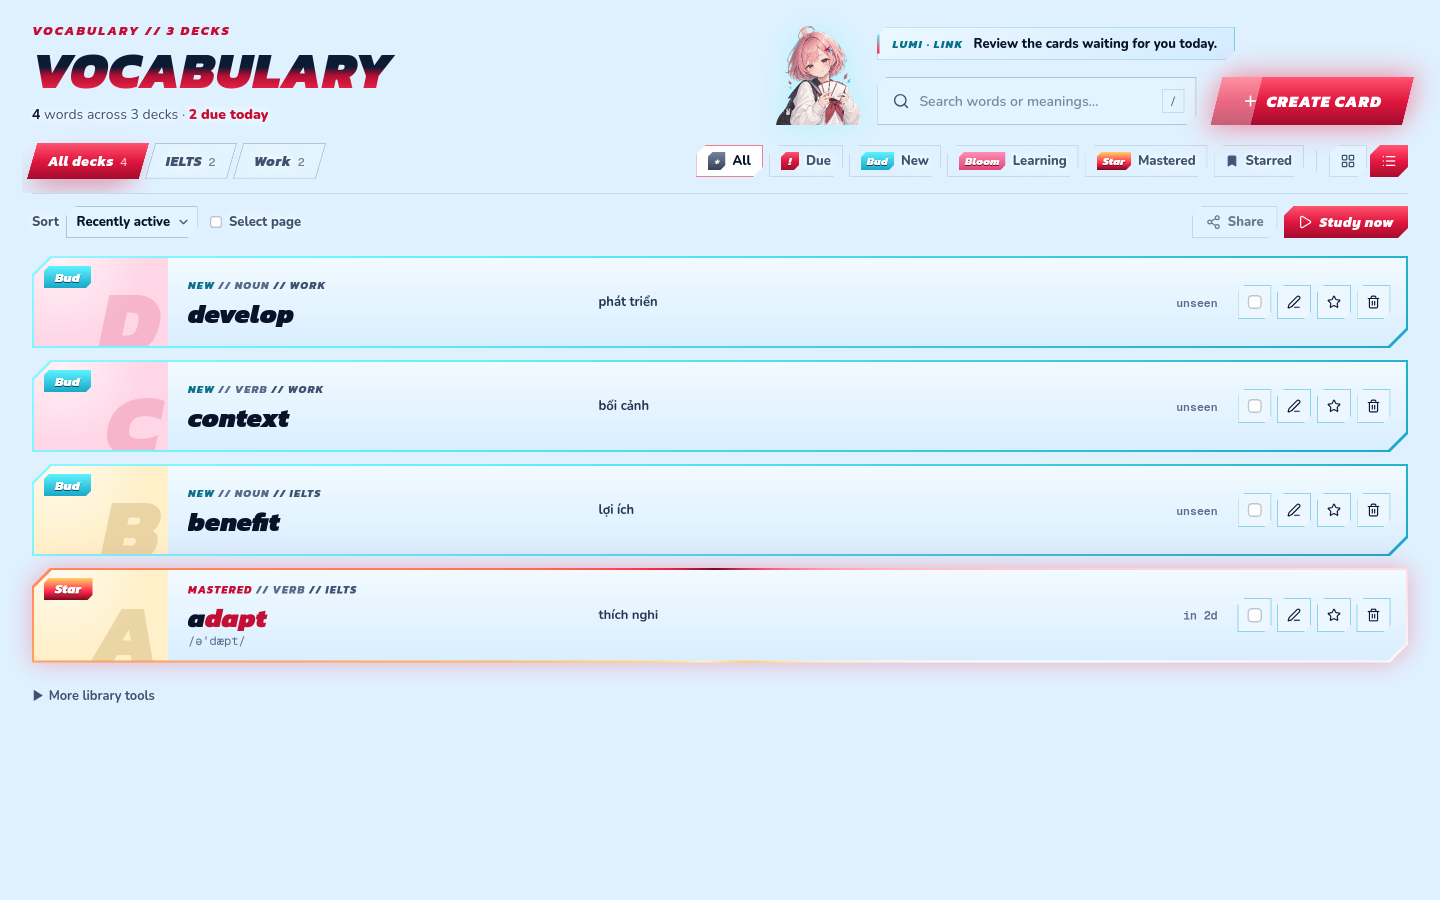 VOCABULARY // 3 DECKS
VOCABULARY
4 words across 3 decks · 2 due today
LUMI · LINK Review the cards waiting for you today.
Search words or meanings... /
+ CREATE CARD
All decks 4 IELTS 2 Work 2
* All ! Due Bud New Bloom Learning Star Mastered Starred
Sort Recently active Select page Share Study now
Bud
D
NEW // NOUN // WORK
develop
phát triển
unseen
Bud
C
NEW // VERB // WORK
context
bối cảnh
unseen
Bud
B
NEW // NOUN // IELTS
benefit
lợi ích
unseen
Star
A
MASTERED // VERB // IELTS
adapt
/əˈdæpt/
thích nghi
in 2d
More library tools